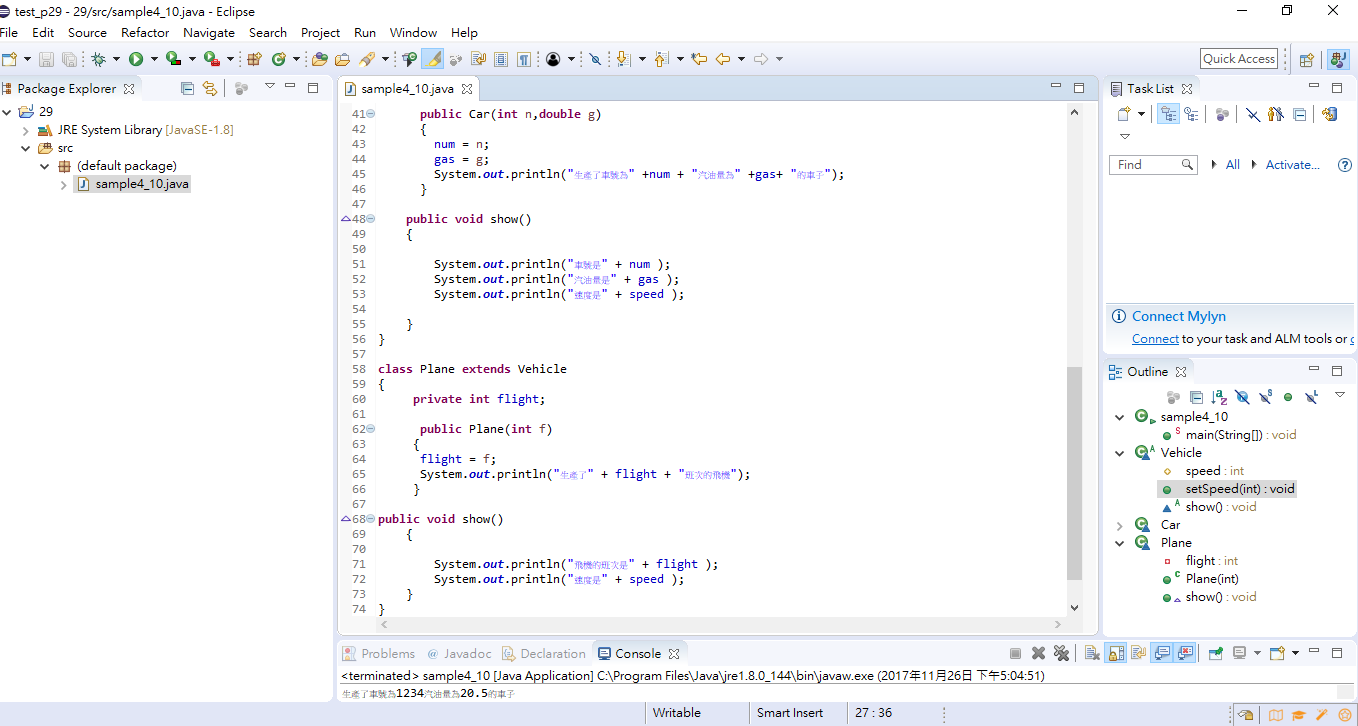 test_p29 - 29/src/sample4_10.java - Eclipse
File Edit Source Refactor Navigate Search Project Run Window Help
Quick Access
Package Explorer
29
JRE System Library [JavaSE-1.8]
src
(default package)
sample4_10.java
sample4_10.java
41 public Car(int n,double g)
42 {
43 num = n;
44 gas = g;
45 System.out.println("生產了車號為" +num + "汽油量為" +gas+ "的車子");
46 }
47
48 public void show()
49 {
50
51 System.out.println("車號是" + num );
52 System.out.println("汽油量是" + gas );
53 System.out.println("速度是" + speed );
54
55 }
56 }
57
58 class Plane extends Vehicle
59 {
60 private int flight;
61
62 public Plane(int f)
63 {
64 flight = f;
65 System.out.println("生產了" + flight + "班次的飛機");
66 }
67
68 public void show()
69 {
70
71 System.out.println("飛機的班次是" + flight );
72 System.out.println("速度是" + speed );
73 }
74 }
Task List
Find All Activate...
Connect Mylyn
Connect to your task and ALM tools or
Outline
sample4_10
main(String[]) : void
Vehicle
speed : int
setSpeed(int) : void
show() : void
Car
Plane
flight : int
Plane(int)
show() : void
Problems @ Javadoc Declaration Console
<terminated> sample4_10 [Java Application] C:\Program Files\Java\jre1.8.0_144\bin\javaw.exe (2017年11月26日 下午5:04:51)
生產了車號為1234汽油量為20.5的車子
Writable Smart Insert 27 : 36